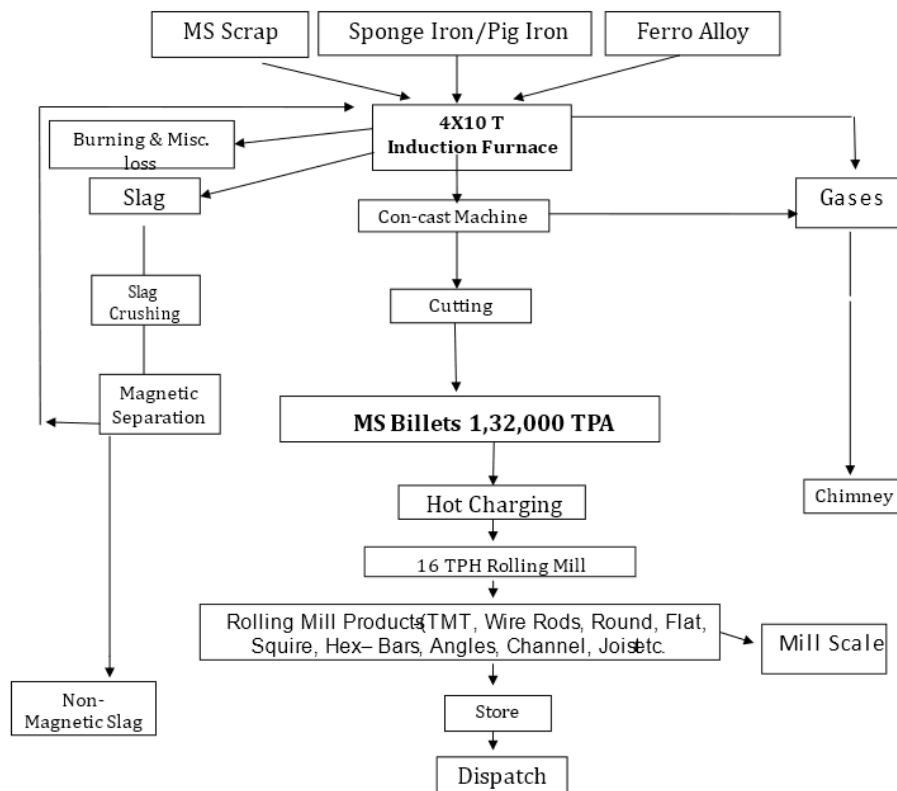 MS Scrap
Sponge Iron/Pig Iron
Ferro Alloy
4X10 T
Induction Furnace
Burning & Misc.
loss
Slag
Gases
Con-cast Machine
Slag
Crushing
Cutting
Magnetic
Separation
MS Billets 1,32,000 TPA
Hot Charging
Chimney
16 TPH Rolling Mill
Rolling Mill Products-(TMT, Wire Rods, Round, Flat,
Squire, Hex– Bars, Angles, Channel, Joist etc.
Mill Scale
Non-
Magnetic Slag
Store
Dispatch